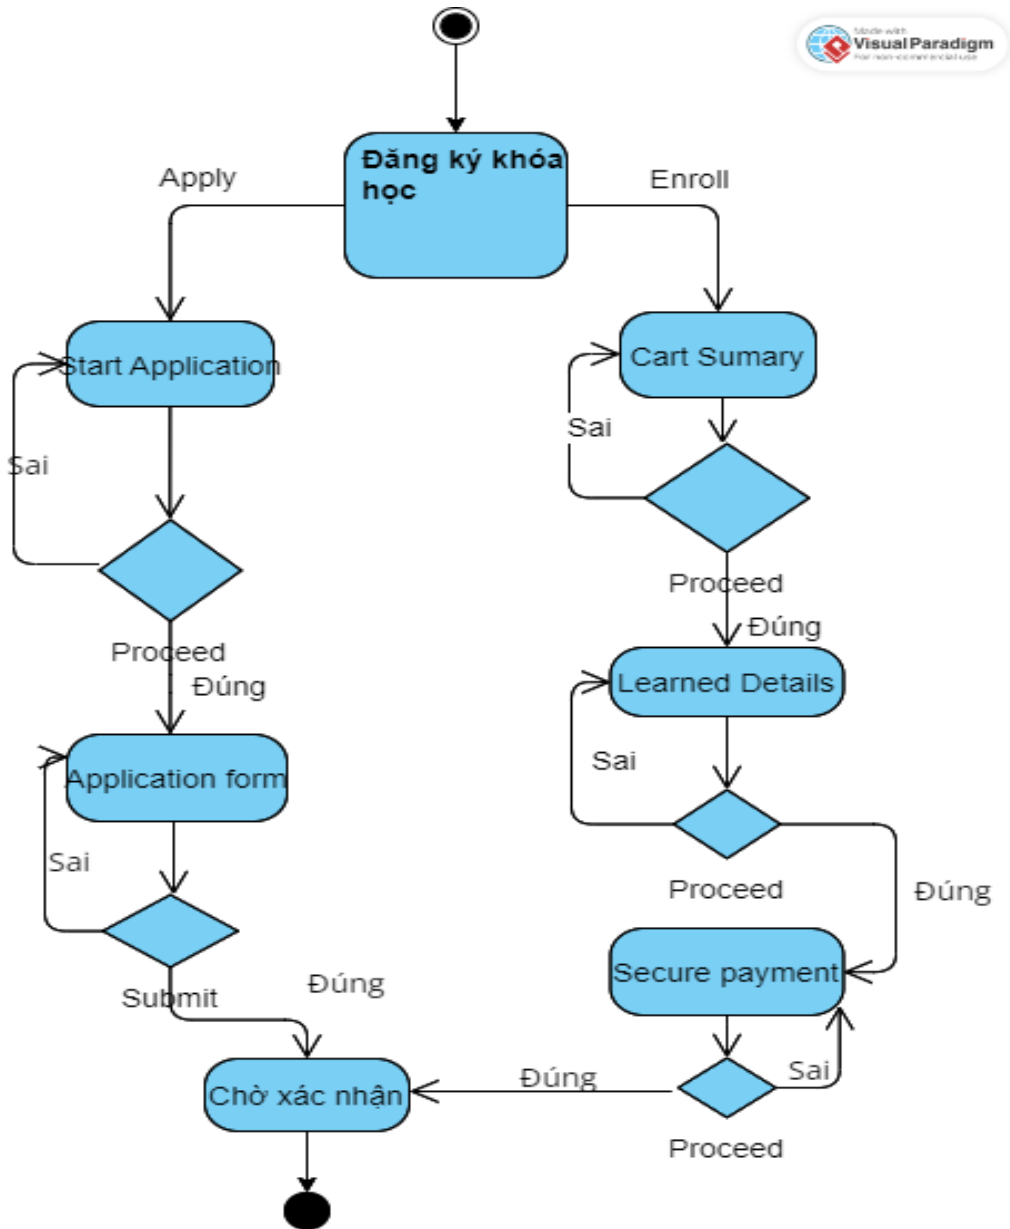 Made with
Visual Paradigm
For non-commercial use
Đăng ký khóa
học
Apply
Enroll
Start Application
Cart Sumary
Sai
Sai
Proceed
Đúng
Proceed
Đúng
Learned Details
Sai
Application form
Sai
Proceed
Đúng
Submit
Đúng
Secure payment
Chờ xác nhận
Đúng
Sai
Proceed